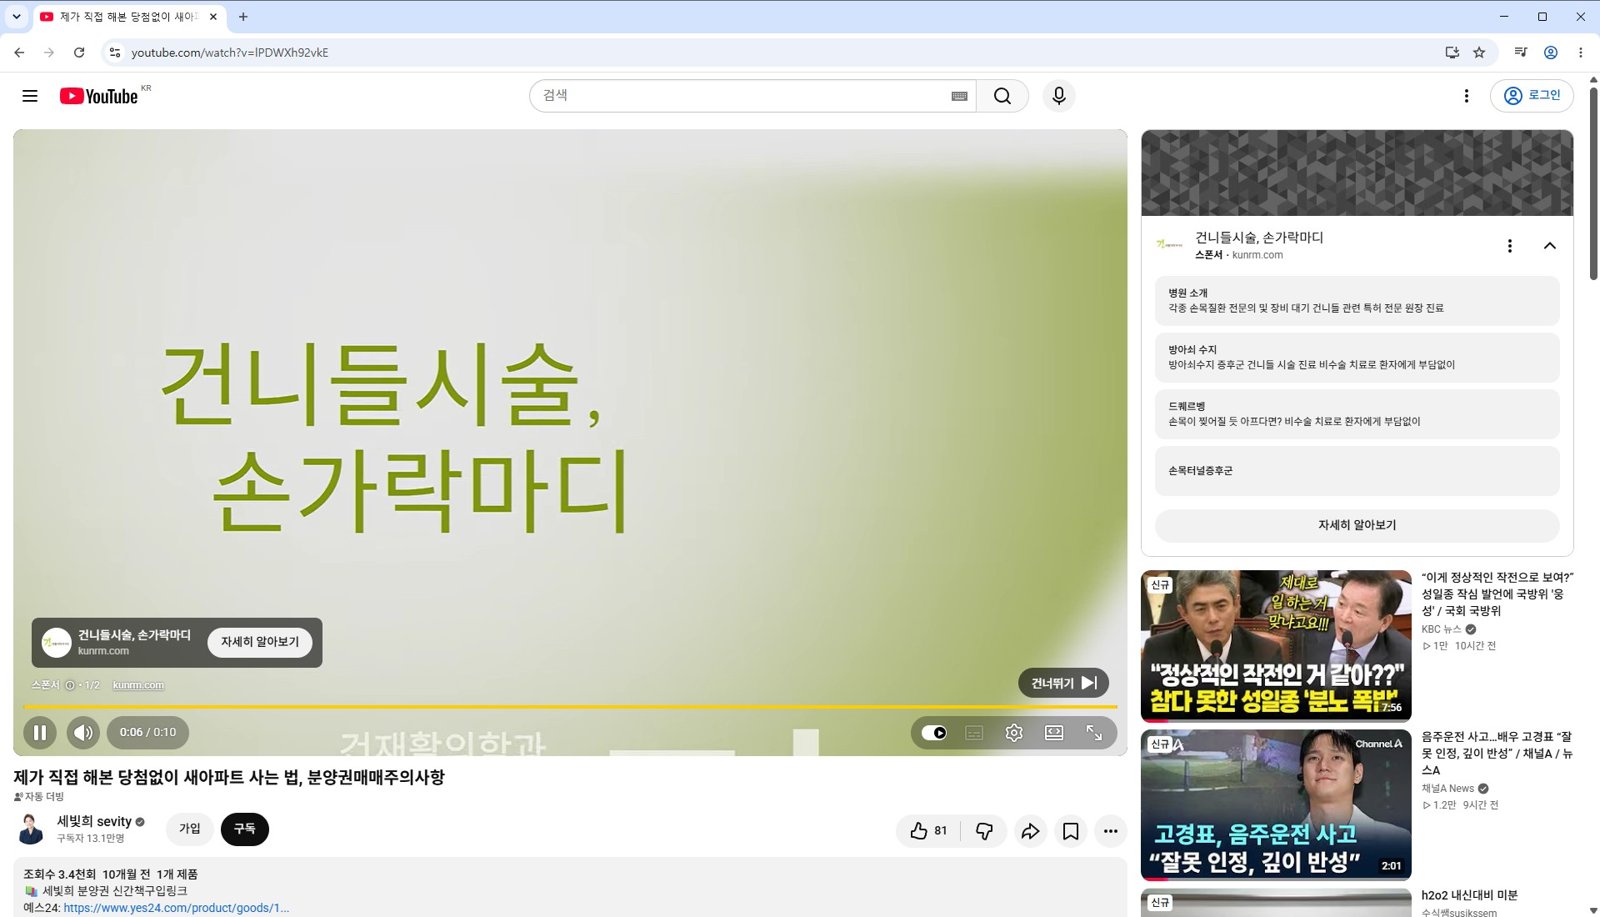 제가 직접 해본 당첨없이 새아파
youtube.com/watch?v=lPDWXh92vkE
YouTube KR
검색
로그인
건니들시술,
손가락마디
건니들시술, 손가락마디
kunrm.com
자세히 알아보기
스폰서 · 1/2 kunrm.com
건너뛰기
0:06 / 0:10
건재활의학과
제가 직접 해본 당첨없이 새아파트 사는 법, 분양권매매주의사항
자동 더빙
세빛희 sevity
구독자 13.1만명
가입
구독
81
조회수 3.4천회 10개월 전 1개 제품
세빛희 분양권 신간책구입링크
예스24: https://www.yes24.com/product/goods/1...
건니들시술, 손가락마디
스폰서 · kunrm.com
병원 소개
각종 손목질환 전문의 및 장비 대기 건니들 관련 특허 전문 원장 진료
방아쇠 수지
방아쇠수지 증후군 건니들 시술 진료 비수술 치료로 환자에게 부담없이
드퀘르벵
손목이 찢어질 듯 아프다면? 비수술 치료로 환자에게 부담없이
손목터널증후군
자세히 알아보기
신규
제대로
일 하는 거
맞냐고요!!!
“정상적인 작전인 거 같아??”
참다 못한 성일종 ‘분노 폭발’
7:56
“이게 정상적인 작전으로 보여?”
성일종 작심 발언에 국방위 '웅
성' / 국회 국방위
KBC 뉴스
1만 10시간 전
신규
Channel A
고경표, 음주운전 사고
“잘못 인정, 깊이 반성”
2:01
음주운전 사고…배우 고경표 “잘
못 인정, 깊이 반성” / 채널A / 뉴
스A
채널A News
1.2만 9시간 전
신규
h2o2 내신대비 미분
수식쌤susikssem